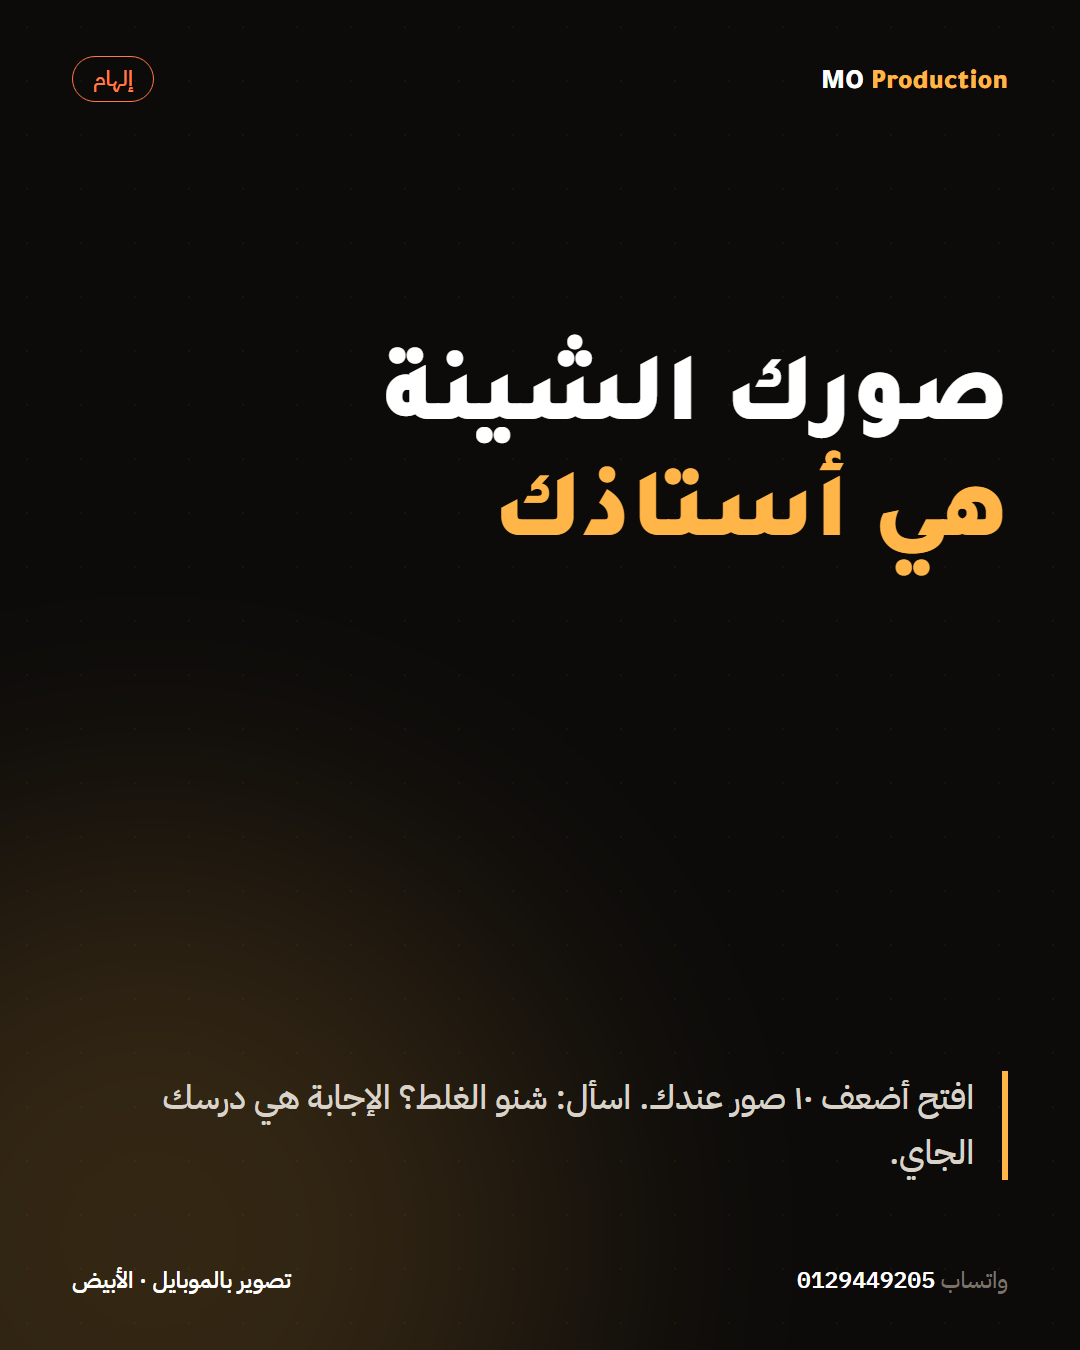 MO Production
إلهام
صورك الشينة
هي أستاذك
افتح أضعف ١٠ صور عندك. اسأل: شنو الغلط؟ الإجابة هي درسك
الجاي.
واتساب 0129449205
تصوير بالموبايل · الأبيض